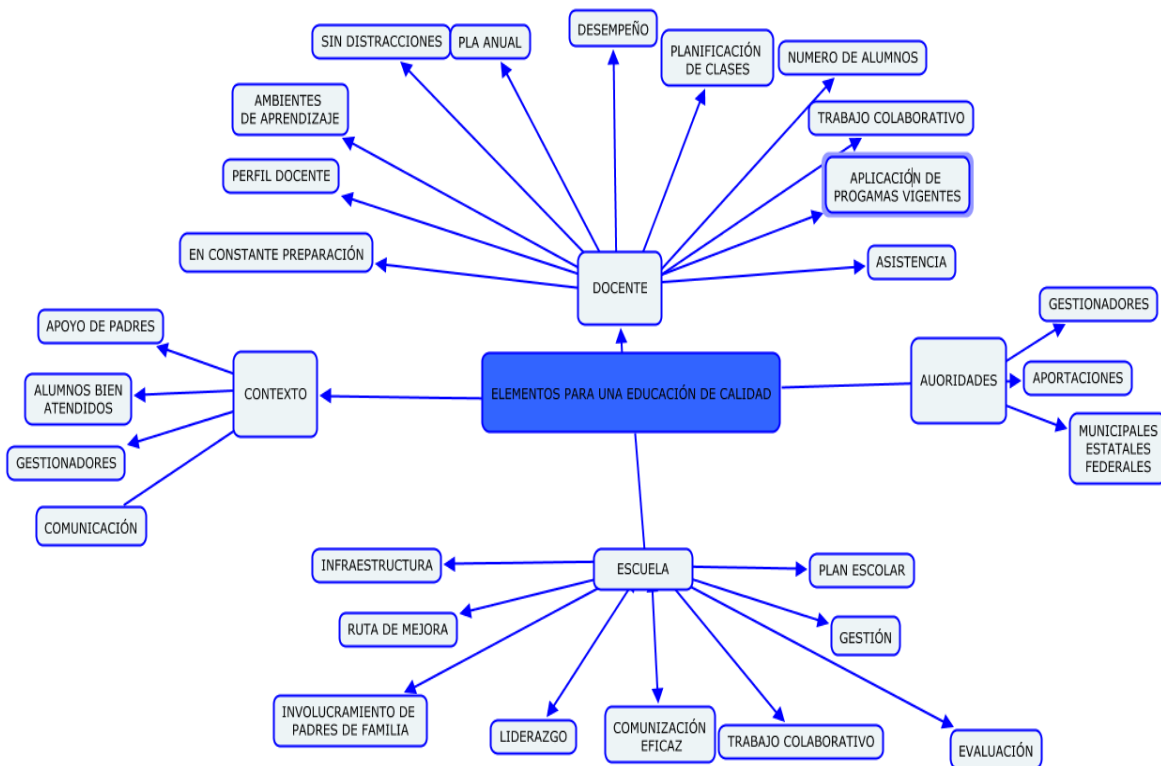 DESEMPEÑO
SIN DISTRACCIONES
PLA ANUAL
PLANIFICACIÓN
DE CLASES
NUMERO DE ALUMNOS
AMBIENTES
DE APRENDIZAJE
TRABAJO COLABORATIVO
PERFIL DOCENTE
APLICACIÓN DE
PROGAMAS VIGENTES
EN CONSTANTE PREPARACIÓN
ASISTENCIA
DOCENTE
GESTIONADORES
APOYO DE PADRES
ALUMNOS BIEN
ATENDIDOS
CONTEXTO
ELEMENTOS PARA UNA EDUCACIÓN DE CALIDAD
AUORIDADES
APORTACIONES
GESTIONADORES
MUNICIPALES
ESTATALES
FEDERALES
COMUNICACIÓN
INFRAESTRUCTURA
ESCUELA
PLAN ESCOLAR
RUTA DE MEJORA
GESTIÓN
INVOLUCRAMIENTO DE
PADRES DE FAMILIA
LIDERAZGO
COMUNIZACIÓN
EFICAZ
TRABAJO COLABORATIVO
EVALUACIÓN